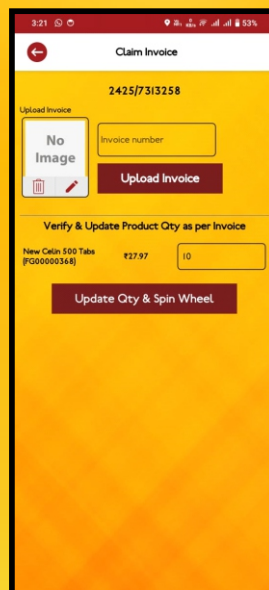 3:21 53%
Claim Invoice
2425/7313258
Upload Invoice
No
Image
Invoice number
Upload Invoice
Verify & Update Product Qty as per Invoice
New Celin 500 Tabs
(FG00000368)
₹27.97
10
Update Qty & Spin Wheel